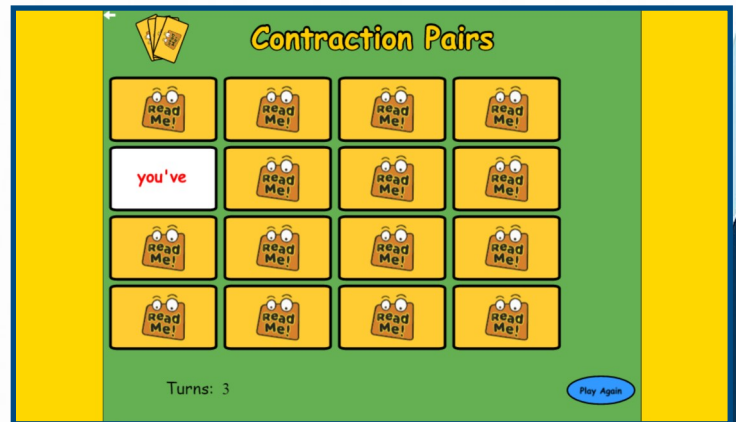 Contraction Pairs
Read Me! Read Me! Read Me! Read Me!
you've Read Me! Read Me! Read Me!
Read Me! Read Me! Read Me! Read Me!
Read Me! Read Me! Read Me! Read Me!
Turns: 3
Play Again